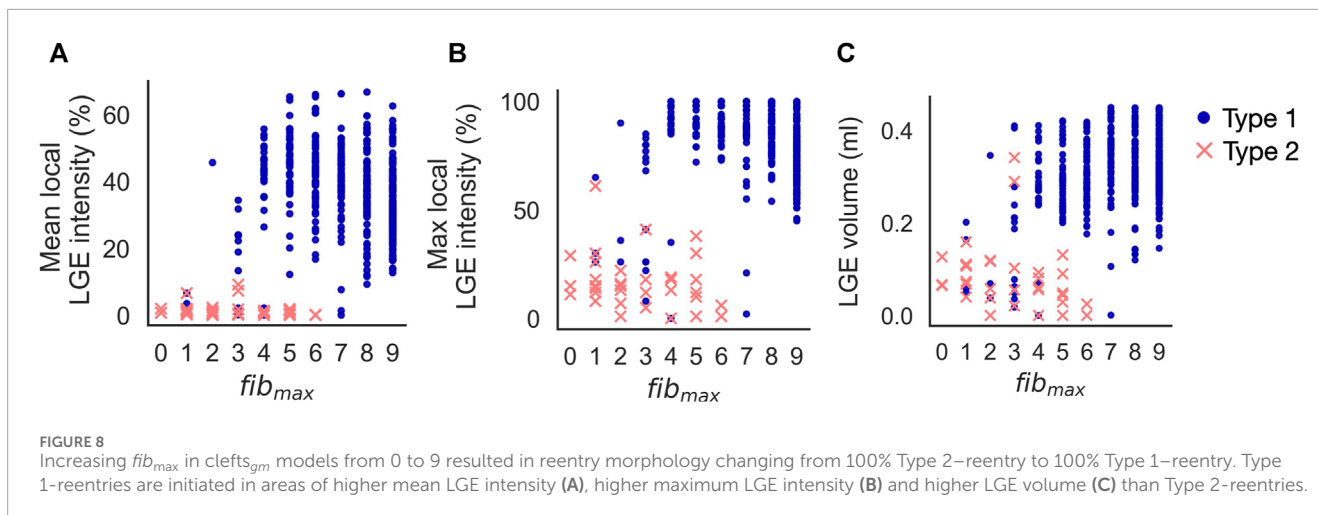 A
Mean local
LGE intensity (%)
60
40
20
0
0 1 2 3 4 5 6 7 8 9
fib_max
B
Max local
LGE intensity (%)
100
50
0
0 1 2 3 4 5 6 7 8 9
fib_max
C
LGE volume (ml)
0.4
0.2
0.0
0 1 2 3 4 5 6 7 8 9
fib_max
Type 1
Type 2
FIGURE 8
Increasing fib_max in clefts_gm models from 0 to 9 resulted in reentry morphology changing from 100% Type 2–reentry to 100% Type 1–reentry. Type
1-reentries are initiated in areas of higher mean LGE intensity (A), higher maximum LGE intensity (B) and higher LGE volume (C) than Type 2-reentries.